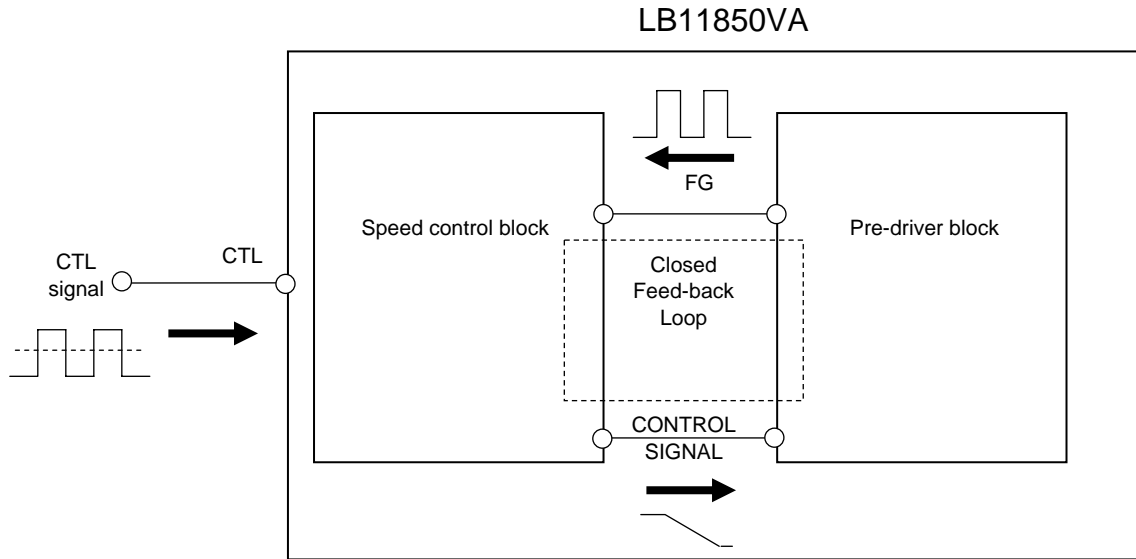 LB11850VA
FG
Speed control block
Pre-driver block
CTL
signal
CTL
Closed
Feed-back
Loop
CONTROL
SIGNAL